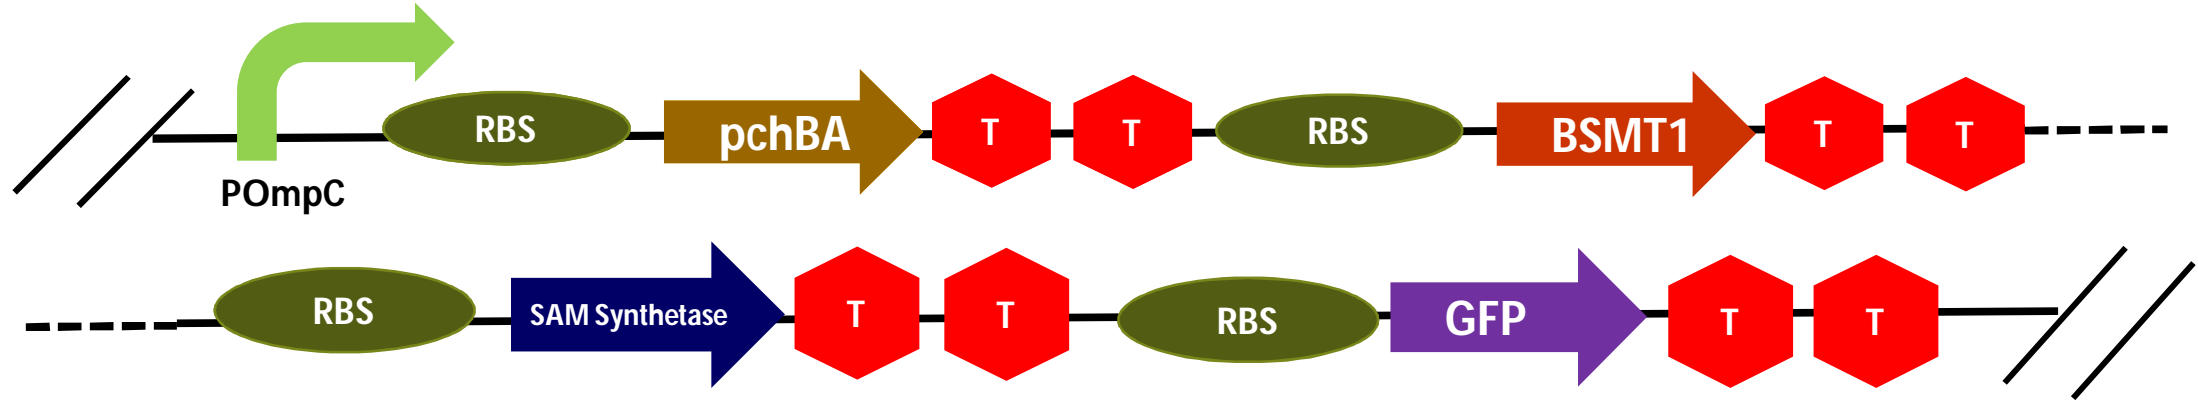 RBS pchBA T T RBS BSMT1 T T
POmpC
RBS SAM Synthetase T T RBS GFP T T